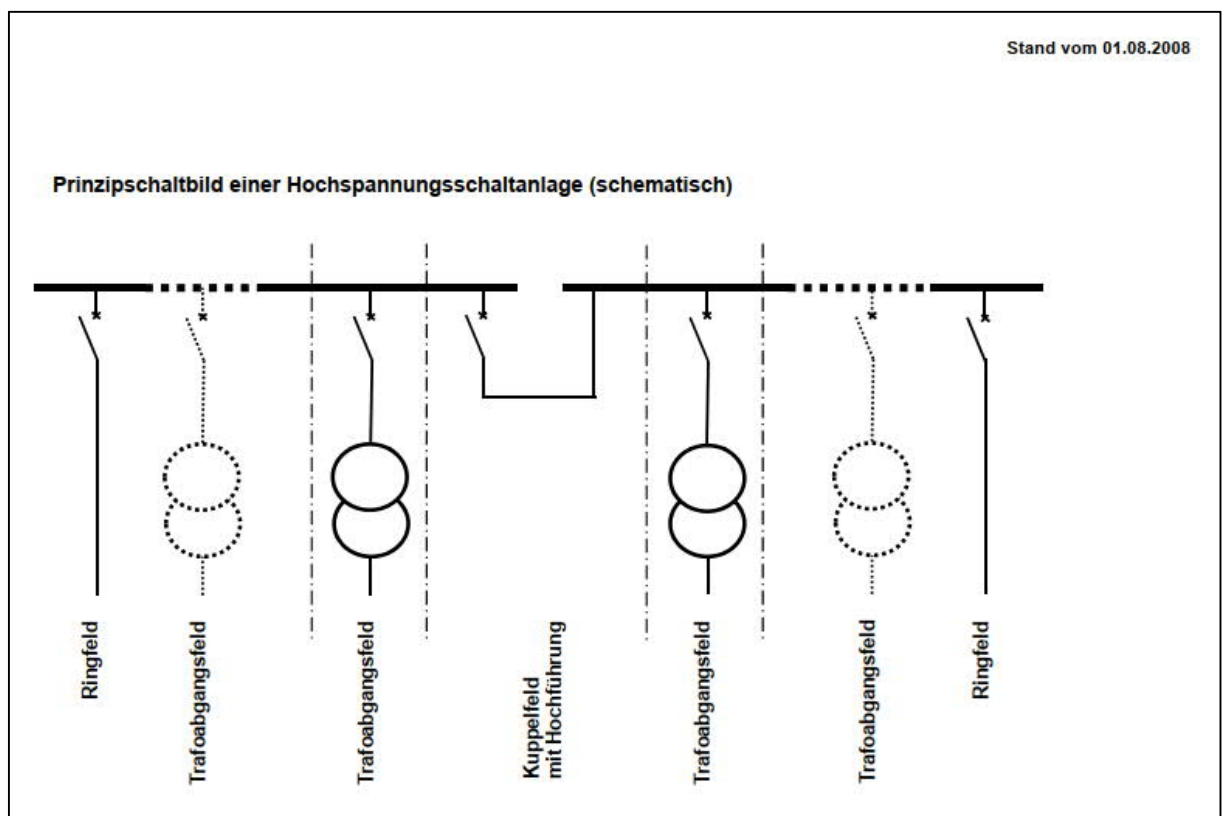 Stand vom 01.08.2008
Prinzipschaltbild einer Hochspannungsschaltanlage (schematisch)
Ringfeld
Trafoabgangsfeld
Trafoabgangsfeld
Kuppelfeld
mit Hochführung
Trafoabgangsfeld
Trafoabgangsfeld
Ringfeld